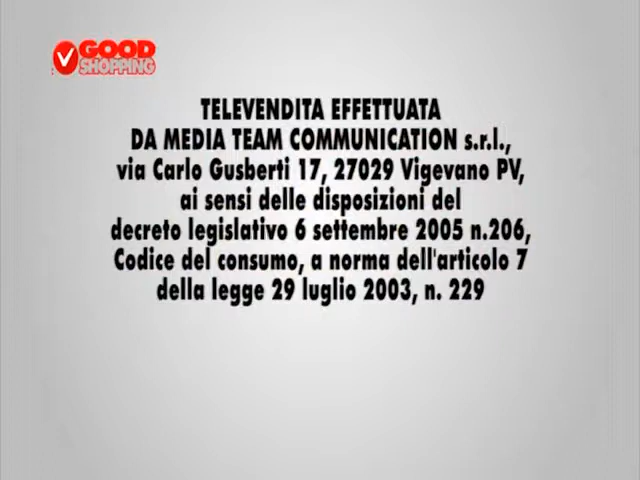 GOOD
SHOPPING
TELEVENDITA EFFETTUATA
DA MEDIA TEAM COMMUNICATION s.r.l.,
via Carlo Gusberti 17, 27029 Vigevano PV,
ai sensi delle disposizioni del
decreto legislativo 6 settembre 2005 n.206,
Codice del consumo, a norma dell'articolo 7
della legge 29 luglio 2003, n. 229